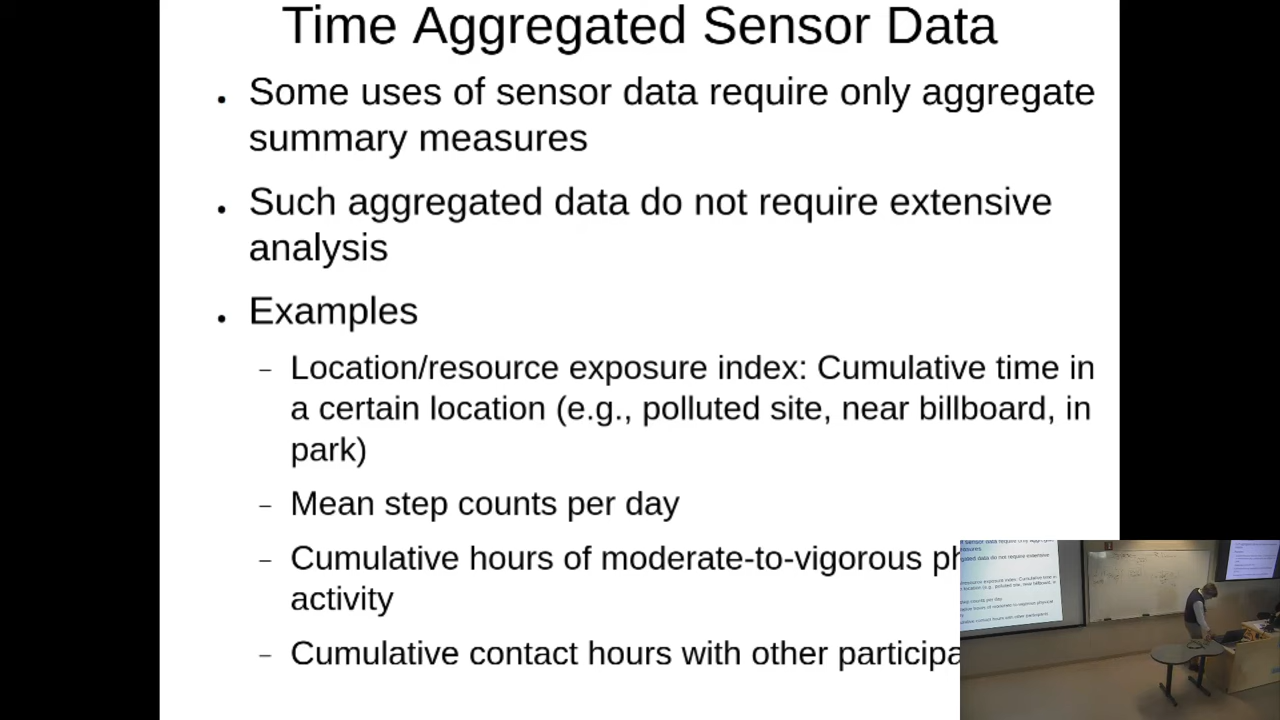 Time Aggregated Sensor Data
• Some uses of sensor data require only aggregate
summary measures
• Such aggregated data do not require extensive
analysis
• Examples
– Location/resource exposure index: Cumulative time in
a certain location (e.g., polluted site, near billboard, in
park)
– Mean step counts per day
– Cumulative hours of moderate-to-vigorous
activity
– Cumulative contact hours with other